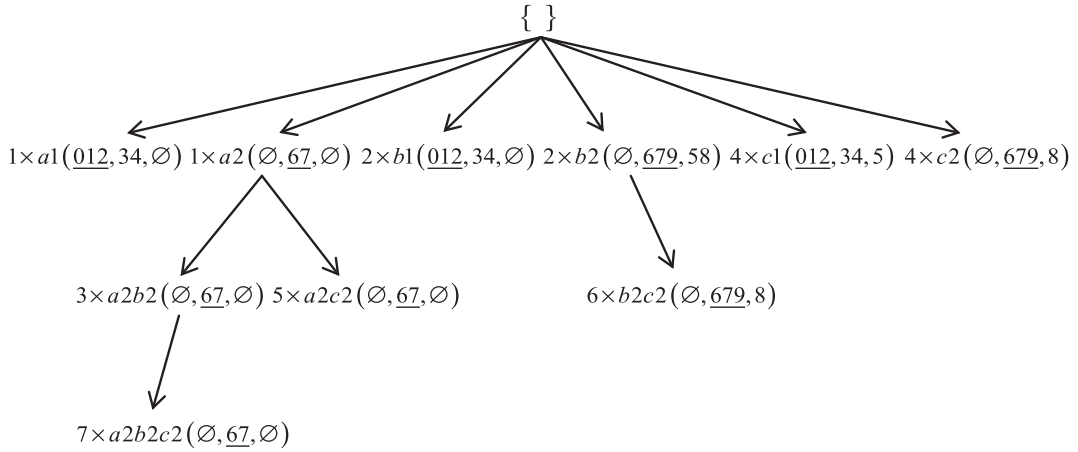 { }
1×a1(012,34,∅) 1×a2(∅,67,∅) 2×b1(012,34,∅) 2×b2(∅,679,58) 4×c1(012,34,5) 4×c2(∅,679,8)
3×a2b2(∅,67,∅) 5×a2c2(∅,67,∅) 6×b2c2(∅,679,8)
7×a2b2c2(∅,67,∅)